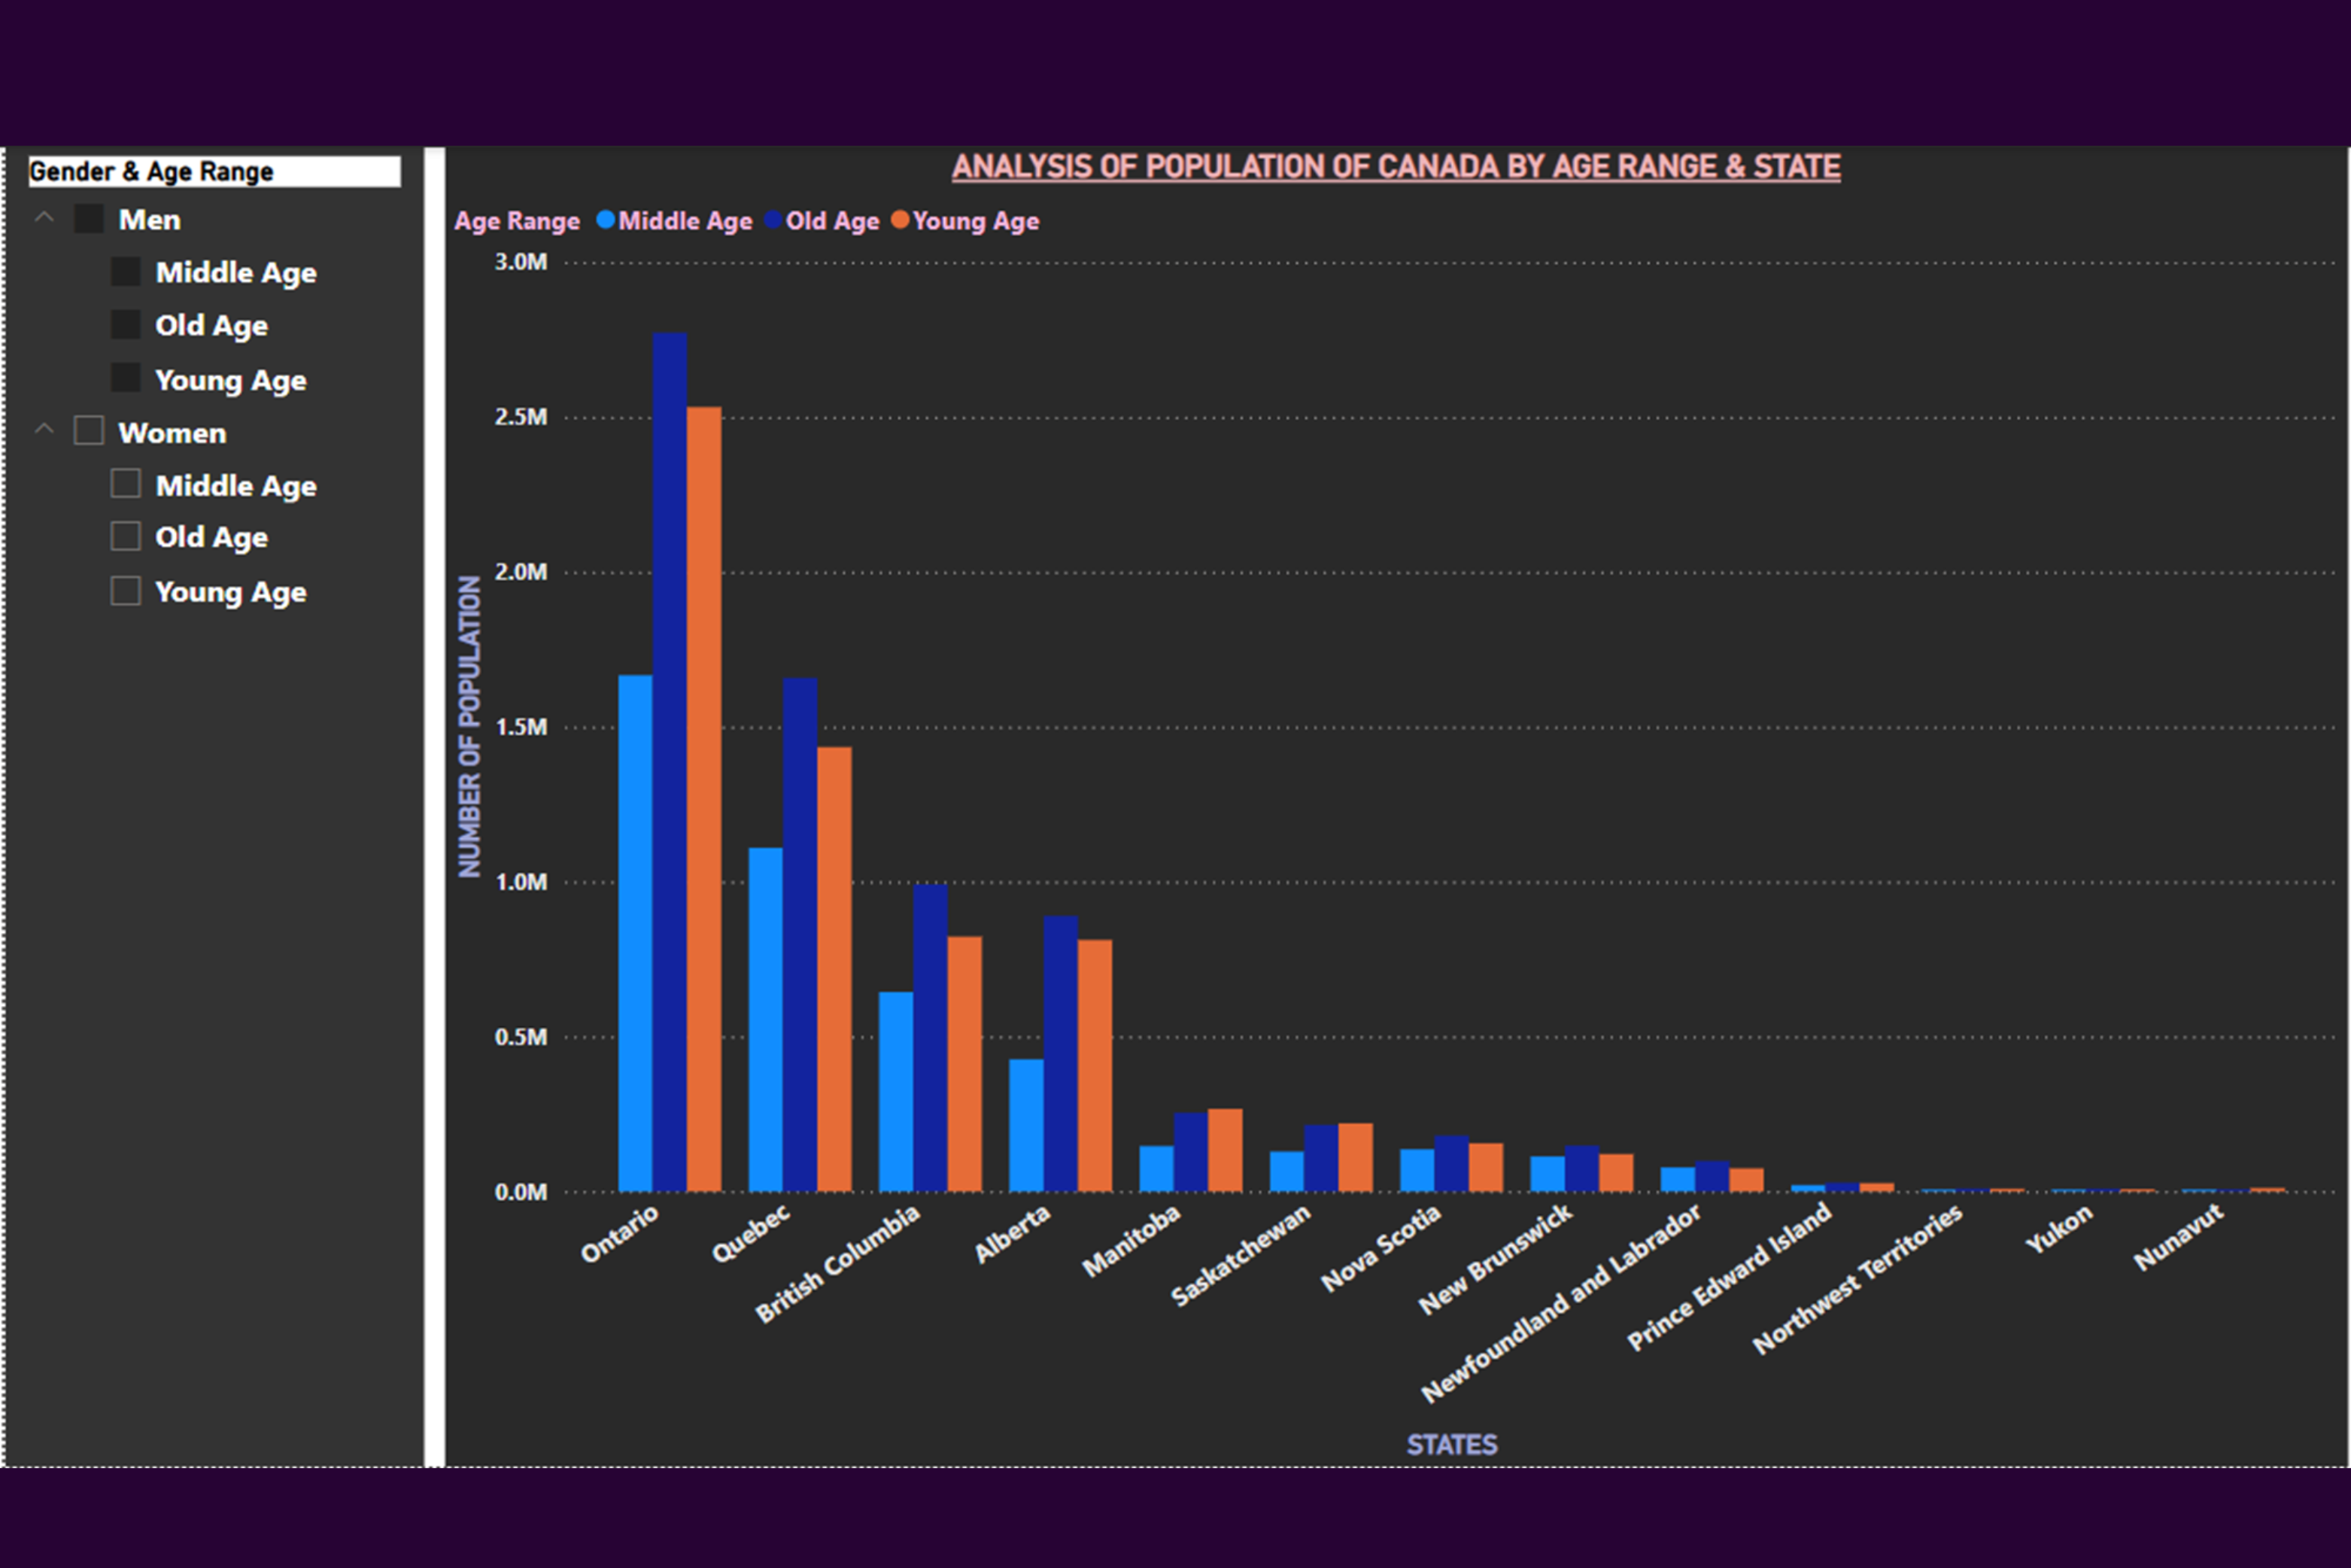 Gender & Age Range
Men
Middle Age
Old Age
Young Age
Women
Middle Age
Old Age
Young Age
ANALYSIS OF POPULATION OF CANADA BY AGE RANGE & STATE
Age Range Middle Age Old Age Young Age
NUMBER OF POPULATION
3.0M
2.5M
2.0M
1.5M
1.0M
0.5M
0.0M
Ontario
Quebec
British Columbia
Alberta
Manitoba
Saskatchewan
Nova Scotia
New Brunswick
Newfoundland and Labrador
Prince Edward Island
Northwest Territories
Yukon
Nunavut
STATES